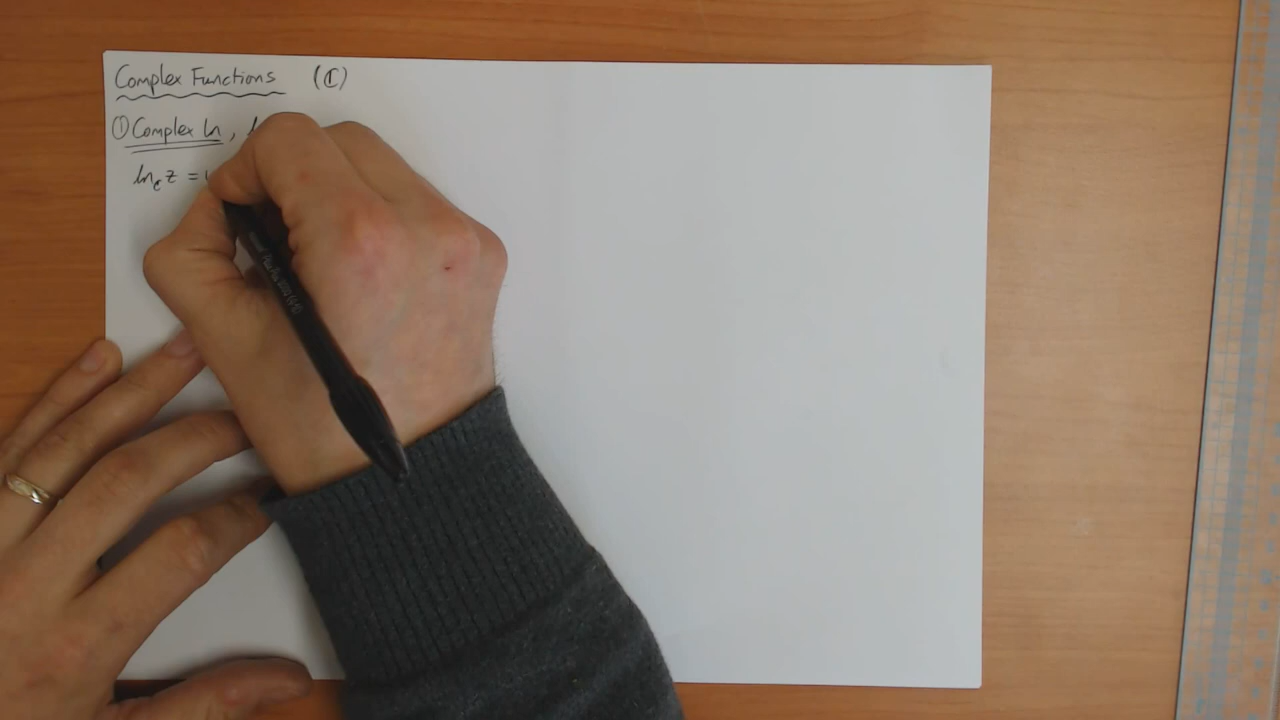 Complex Functions (ℂ)
① Complex ln,
ln_ℂ z =